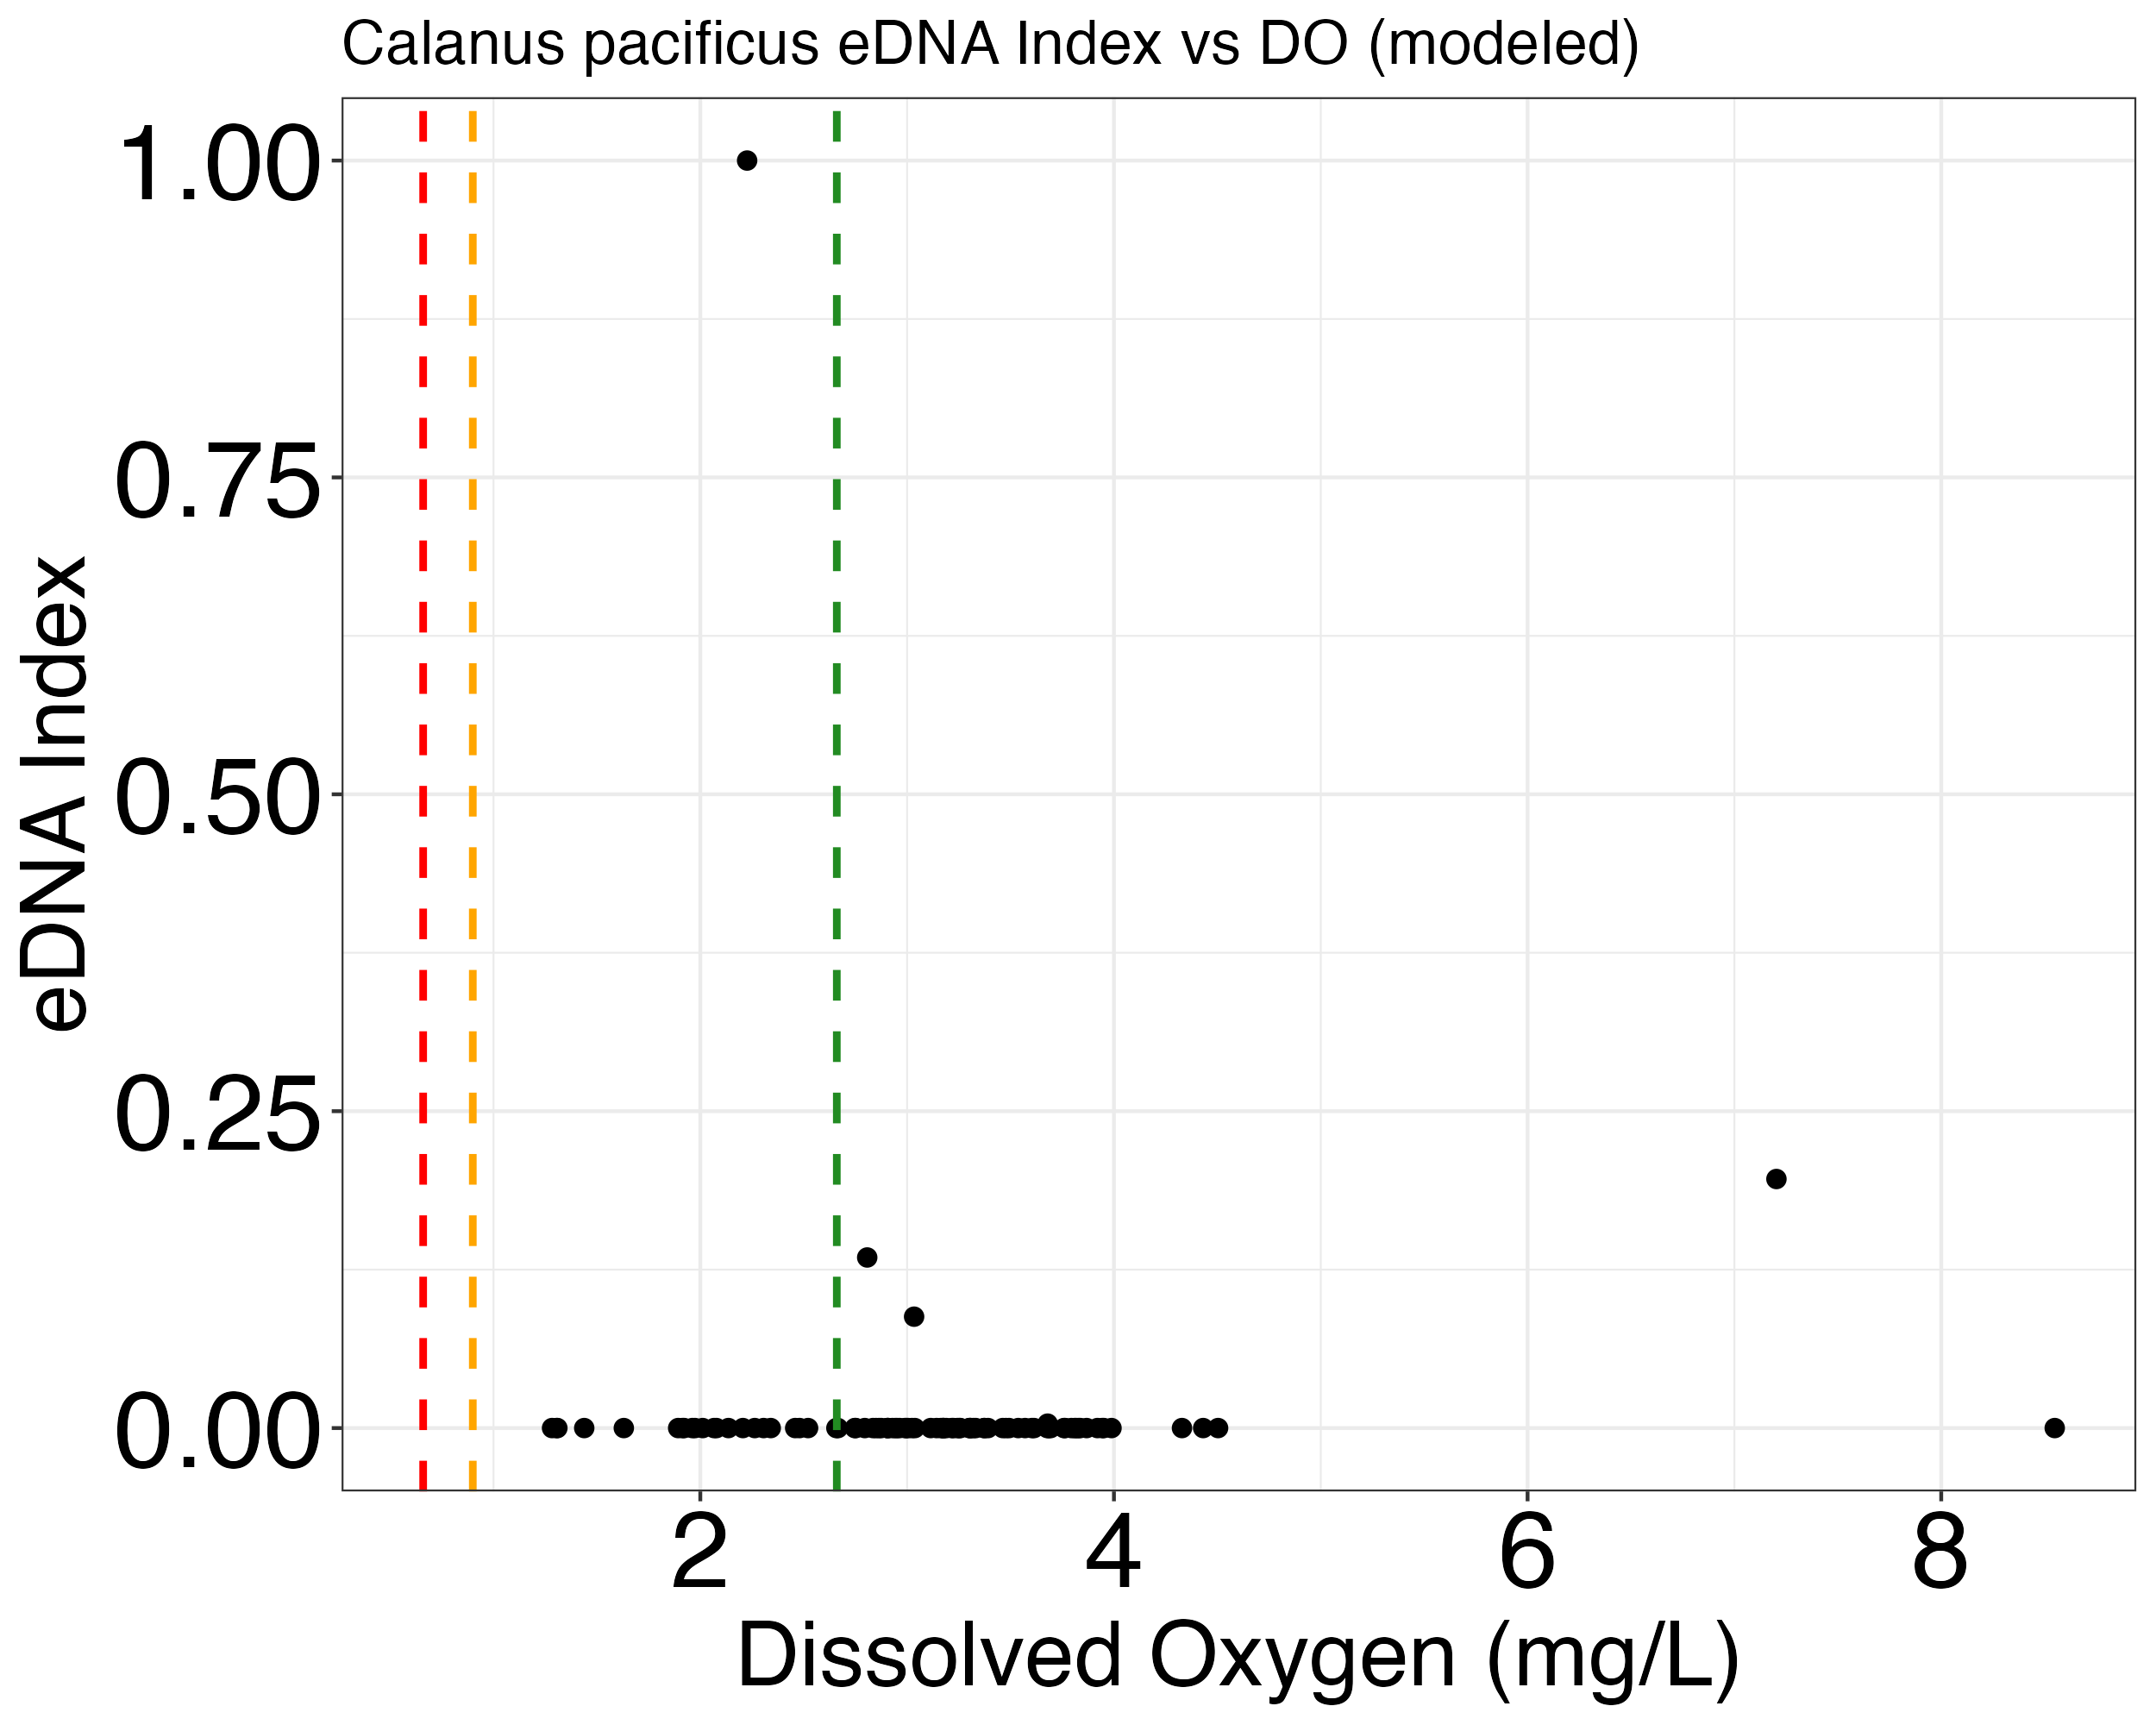 Calanus pacificus eDNA Index vs DO (modeled)
1.00
0.75
0.50
0.25
0.00
eDNA Index
2 4 6 8
Dissolved Oxygen (mg/L)